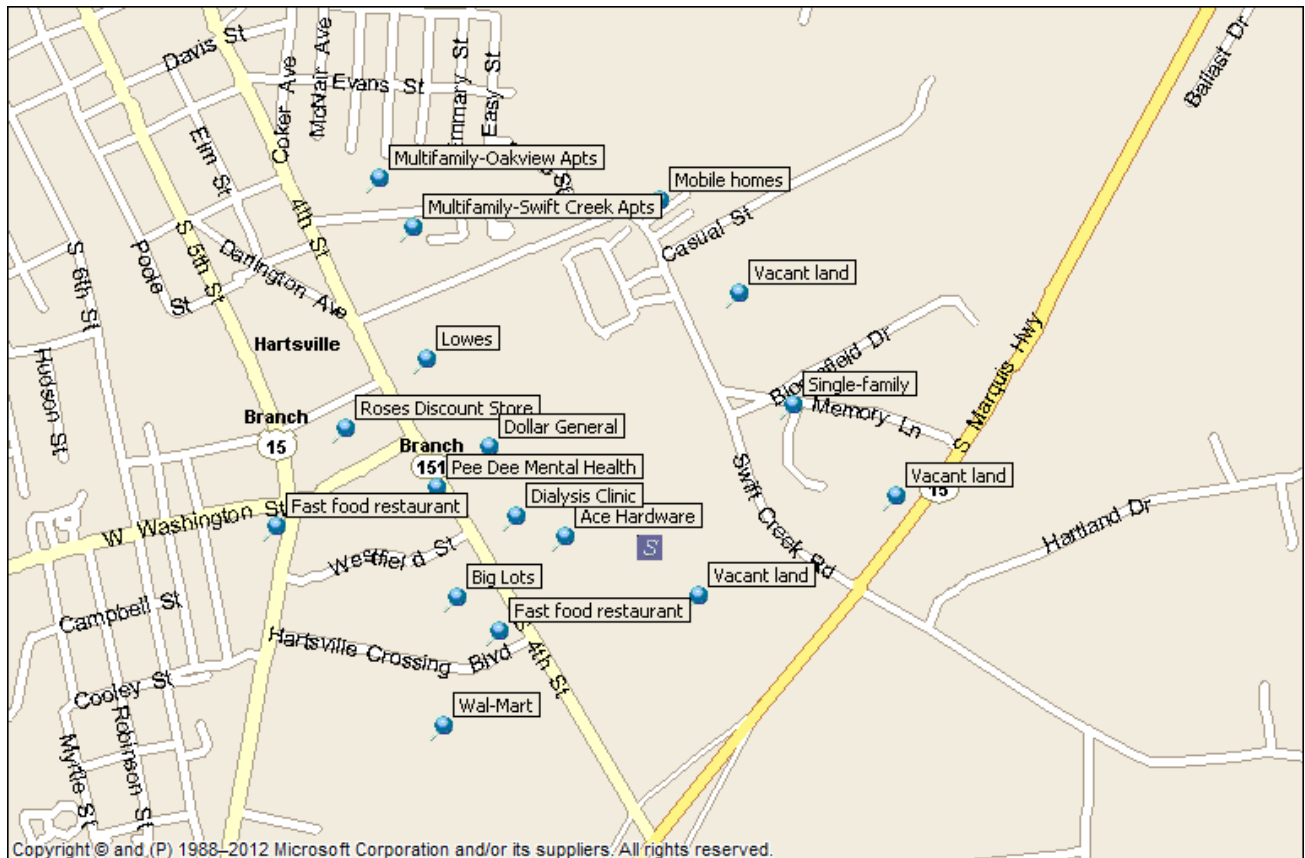 Davis St
Coker Ave
McNair Ave
Evans St
Easy St
Ballast Dr
Elm St
Multifamily-Oakview Apts
Mobile homes
4th St
Multifamily-Swift Creek Apts
S 5th St
Casual St
S 6th St
Poole St
Darlington Ave
Vacant land
Hartsville
Lowes
S Marquis Hwy
Hudson St
Single-family
Memory Ln
Roses Discount Store
Branch
15
Dollar General
Branch
151
Pee Dee Mental Health
Swift Creek Rd
Vacant land
15
Dialysis Clinic
Fast food restaurant
W Washington St
Ace Hardware
S
Hartland Dr
Westfield St
Big Lots
Vacant land
Campbell St
Fast food restaurant
Hartsville Crossing Blvd
S 4th St
Cooley St
Wal-Mart
Robinson St
Myrtle St
Copyright © and (P) 1988–2012 Microsoft Corporation and/or its suppliers. All rights reserved.